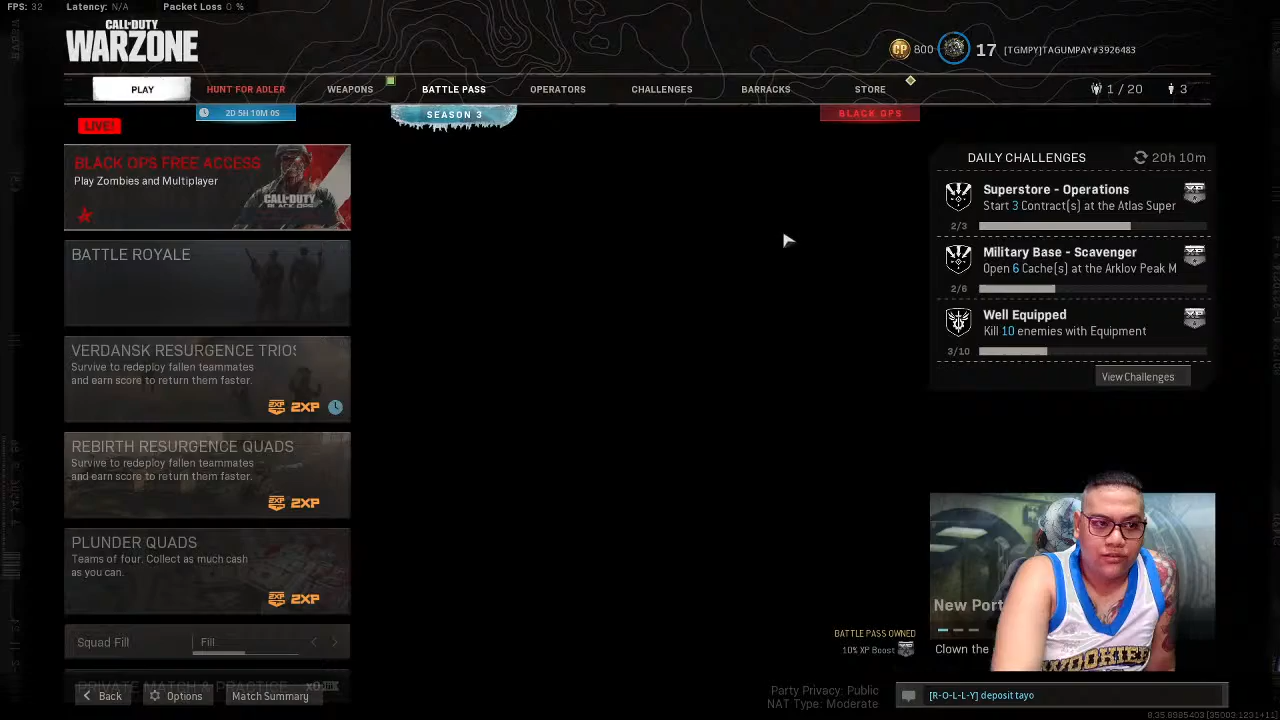 FPS: 32 Latency: N/A Packet Loss 0 %
CALL·DUTY
WARZONE
CP 800 17 [TGMPY]TAGUMPAY#3926483
PLAY HUNT FOR ADLER WEAPONS BATTLE PASS OPERATORS CHALLENGES BARRACKS STORE 1 / 20 3
2D 5H 10M 0S SEASON 3 BLACK OPS
LIVE!
BLACK OPS FREE ACCESS
Play Zombies and Multiplayer
CALL·DUTY
BLACK OPS
BATTLE ROYALE
VERDANSK RESURGENCE TRIOS
Survive to redeploy fallen teammates
and earn score to return them faster.
2XP 2XP
REBIRTH RESURGENCE QUADS
Survive to redeploy fallen teammates
and earn score to return them faster.
2XP 2XP
PLUNDER QUADS
Teams of four. Collect as much cash
as you can.
2XP 2XP
Squad Fill Fill
PRIVATE MATCH & PRACTICE
Back Options Match Summary
DAILY CHALLENGES 20h 10m
Superstore - Operations
Start 3 Contract(s) at the Atlas Super
2/3
Military Base - Scavenger
Open 6 Cache(s) at the Arklov Peak M
2/6
Well Equipped
Kill 10 enemies with Equipment
3/10
View Challenges
New Port
Clown the
WOOKIEE
BATTLE PASS OWNED
10% XP Boost
Party Privacy: Public
NAT Type: Moderate
[R-O-L-L-Y] deposit tayo